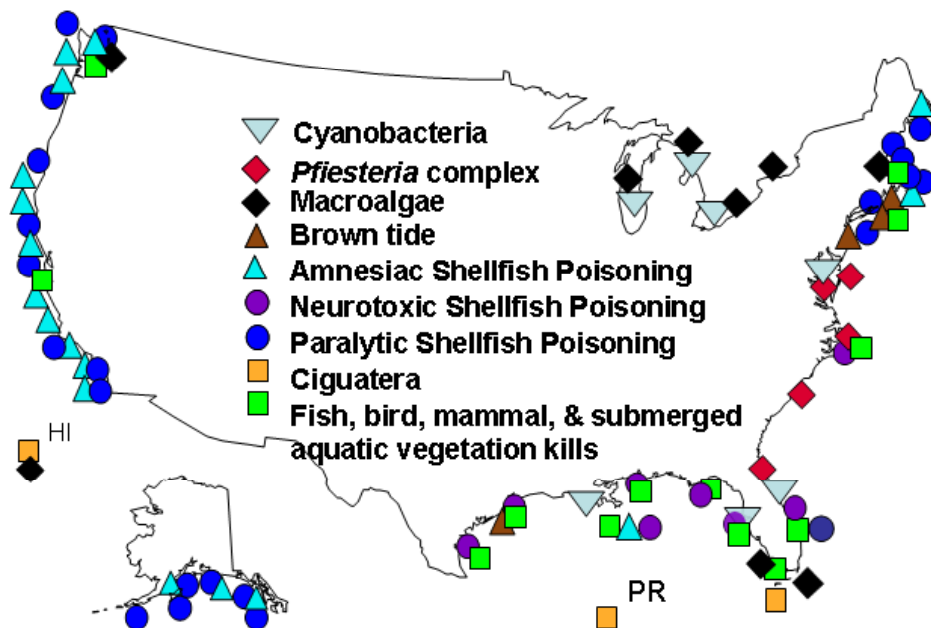 Cyanobacteria
Pfiesteria complex
Macroalgae
Brown tide
Amnesiac Shellfish Poisoning
Neurotoxic Shellfish Poisoning
Paralytic Shellfish Poisoning
Ciguatera
Fish, bird, mammal, & submerged
aquatic vegetation kills
HI
PR